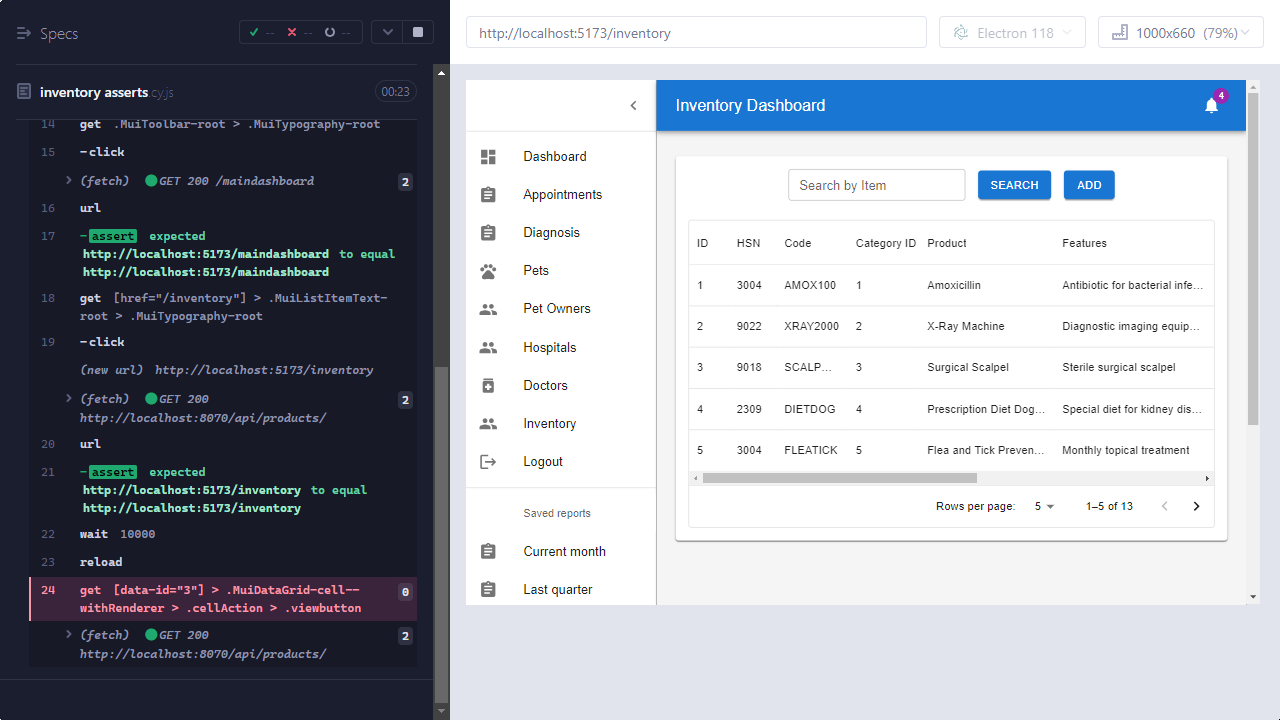 Specs
--
--
--
inventory asserts.cy.js
00:23
14 get .MuiToolbar-root > .MuiTypography-root
15 -click
(fetch) GET 200 /maindashboard 2
16 url
17 -assert expected
http://localhost:5173/maindashboard to equal
http://localhost:5173/maindashboard
18 get [href="/inventory"] > .MuiListItemText-
root > .MuiTypography-root
19 -click
(new url) http://localhost:5173/inventory
(fetch) GET 200 2
http://localhost:8070/api/products/
20 url
21 -assert expected
http://localhost:5173/inventory to equal
http://localhost:5173/inventory
22 wait 10000
23 reload
24 get [data-id="3"] > .MuiDataGrid-cell-- 0
withRenderer > .cellAction > .viewbutton
(fetch) GET 200 2
http://localhost:8070/api/products/
http://localhost:5173/inventory
Electron 118
1000x660 (79%)
Inventory Dashboard
4
Dashboard
Appointments
Diagnosis
Pets
Pet Owners
Hospitals
Doctors
Inventory
Logout
Saved reports
Current month
Last quarter
Search by Item
SEARCH
ADD
ID HSN Code Category ID Product Features
1 3004 AMOX100 1 Amoxicillin Antibiotic for bacterial infe...
2 9022 XRAY2000 2 X-Ray Machine Diagnostic imaging equip...
3 9018 SCALP... 3 Surgical Scalpel Sterile surgical scalpel
4 2309 DIETDOG 4 Prescription Diet Dog... Special diet for kidney dis...
5 3004 FLEATICK 5 Flea and Tick Preven... Monthly topical treatment
Rows per page: 5 1–5 of 13